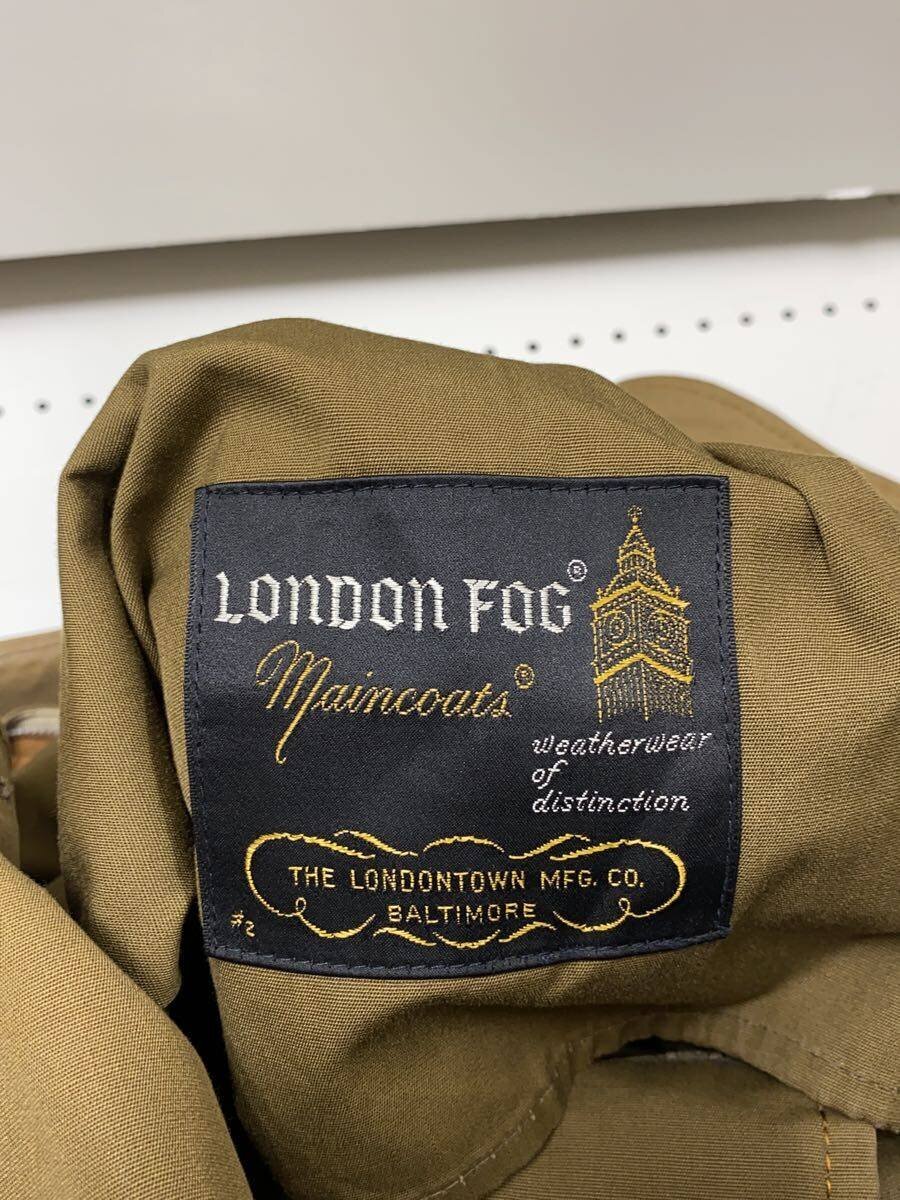 LONDON FOG®
Maincoats®
weatherwear
of
distinction
THE LONDONTOWN MFG. CO.
BALTIMORE
#2